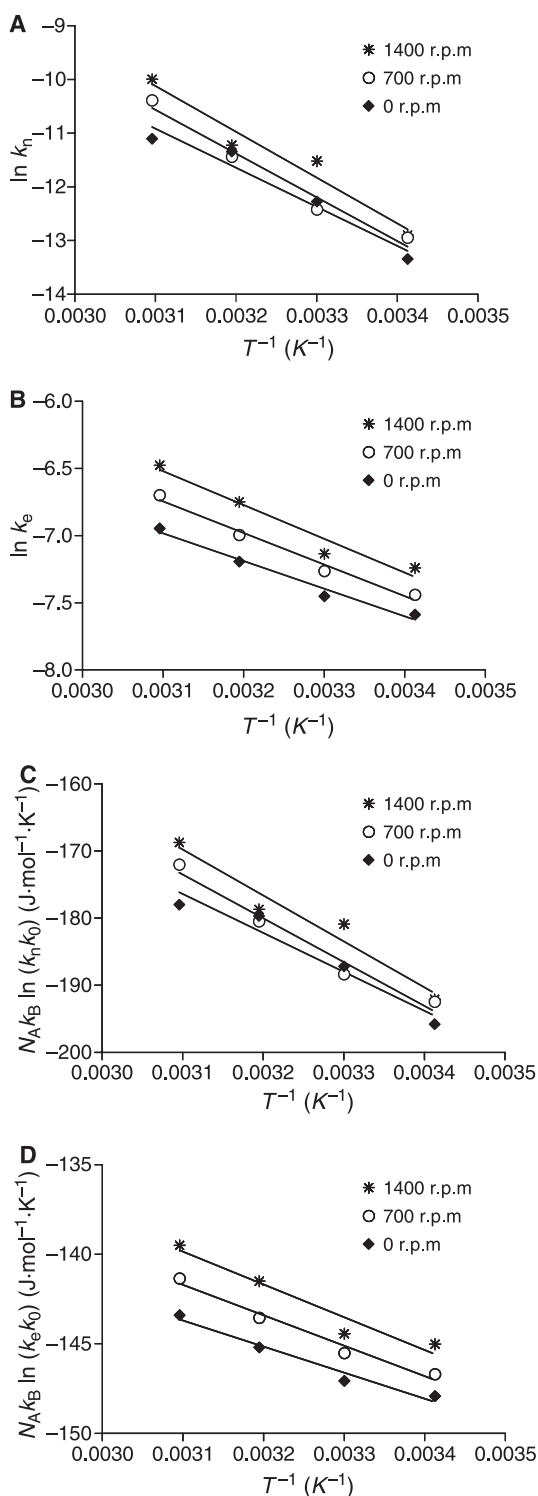 A
−9
−10
−11
−12
−13
−14
ln kn
1400 r.p.m
700 r.p.m
0 r.p.m
0.0030 0.0031 0.0032 0.0033 0.0034 0.0035
T⁻¹ (K⁻¹)
B
−6.0
−6.5
−7.0
−7.5
−8.0
ln ke
1400 r.p.m
700 r.p.m
0 r.p.m
0.0030 0.0031 0.0032 0.0033 0.0034 0.0035
T⁻¹ (K⁻¹)
C
−160
−170
−180
−190
−200
NAkB ln (knk0) (J·mol⁻¹·K⁻¹)
1400 r.p.m
700 r.p.m
0 r.p.m
0.0030 0.0031 0.0032 0.0033 0.0034 0.0035
T⁻¹ (K⁻¹)
D
−135
−140
−145
−150
NAkB ln (kek0) (J·mol⁻¹·K⁻¹)
1400 r.p.m
700 r.p.m
0 r.p.m
0.0030 0.0031 0.0032 0.0033 0.0034 0.0035
T⁻¹ (K⁻¹)